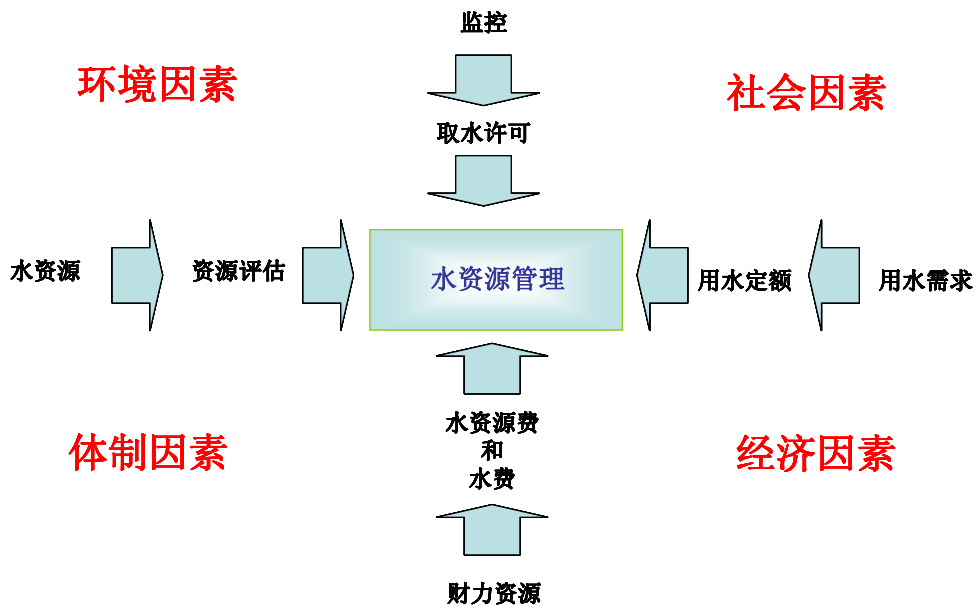 监控
环境因素
社会因素
取水许可
水资源
资源评估
水资源管理
用水定额
用水需求
水资源费
和
水费
体制因素
经济因素
财力资源